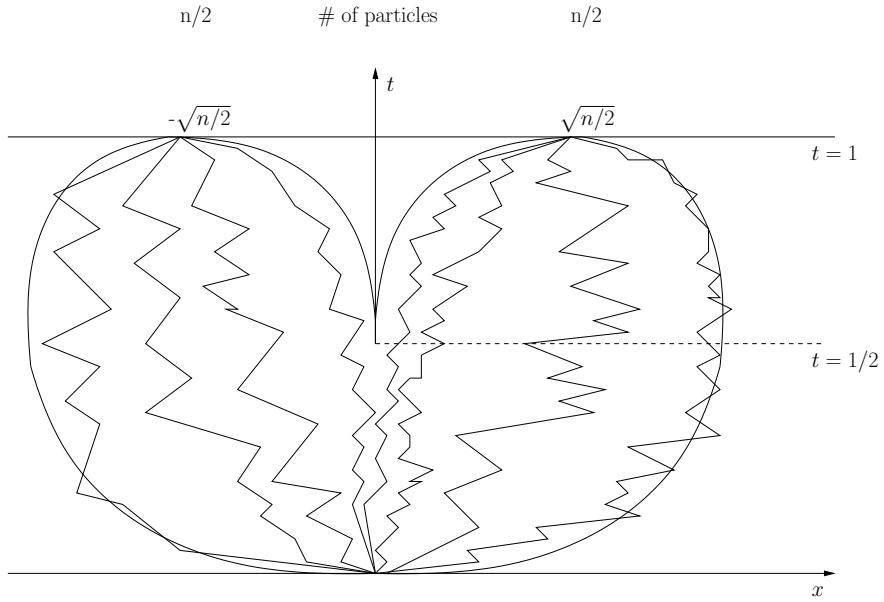 n/2 # of particles n/2
t
-√n/2 √n/2
t = 1
t = 1/2
x